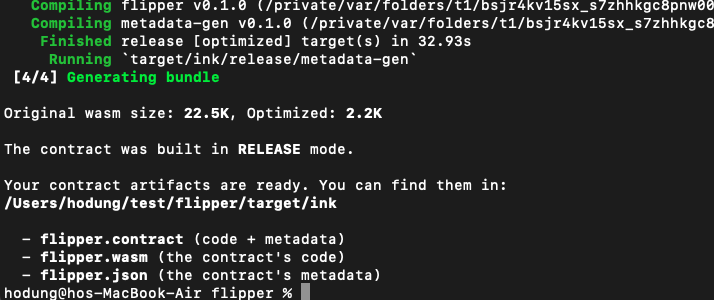 Compiling flipper v0.1.0 (/private/var/folders/t1/bsjr4kv15sx_s7zhhkgc8pnw00
Compiling metadata-gen v0.1.0 (/private/var/folders/t1/bsjr4kv15sx_s7zhhkgc8
Finished release [optimized] target(s) in 32.93s
Running `target/ink/release/metadata-gen`
[4/4] Generating bundle
Original wasm size: 22.5K, Optimized: 2.2K
The contract was built in RELEASE mode.
Your contract artifacts are ready. You can find them in:
/Users/hodung/test/flipper/target/ink
- flipper.contract (code + metadata)
- flipper.wasm (the contract's code)
- flipper.json (the contract's metadata)
hodung@hos-MacBook-Air flipper %